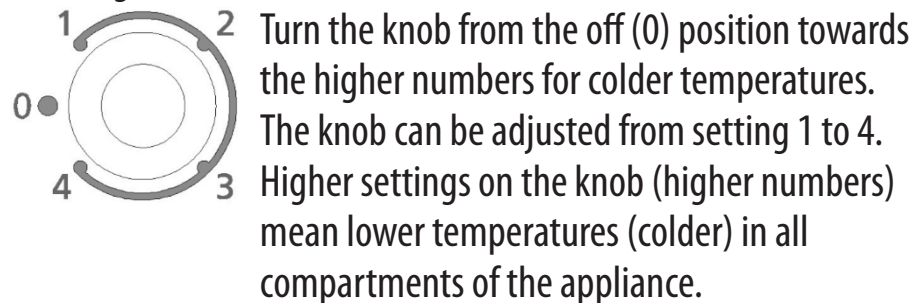 1 2
0
4 3
Turn the knob from the off (0) position towards
the higher numbers for colder temperatures.
The knob can be adjusted from setting 1 to 4.
Higher settings on the knob (higher numbers)
mean lower temperatures (colder) in all
compartments of the appliance.